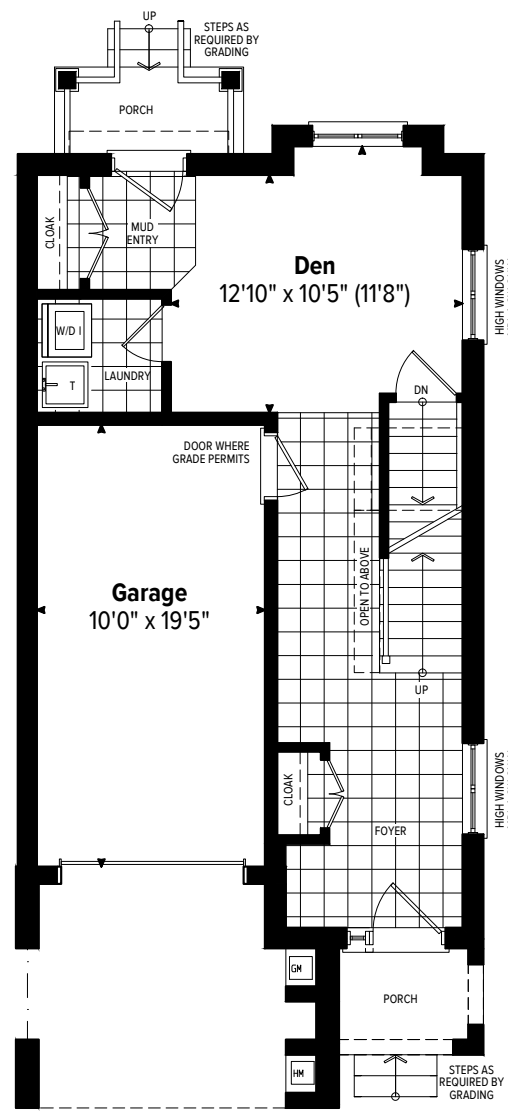 UP
STEPS AS
REQUIRED BY
GRADING
PORCH
CLOAK
MUD
ENTRY
Den
12'10" x 10'5" (11'8")
HIGH WINDOWS
W/D I
T
LAUNDRY
DN
DOOR WHERE
GRADE PERMITS
OPEN TO ABOVE
Garage
10'0" x 19'5"
UP
CLOAK
FOYER
HIGH WINDOWS
GM
PORCH
HM
STEPS AS
REQUIRED BY
GRADING